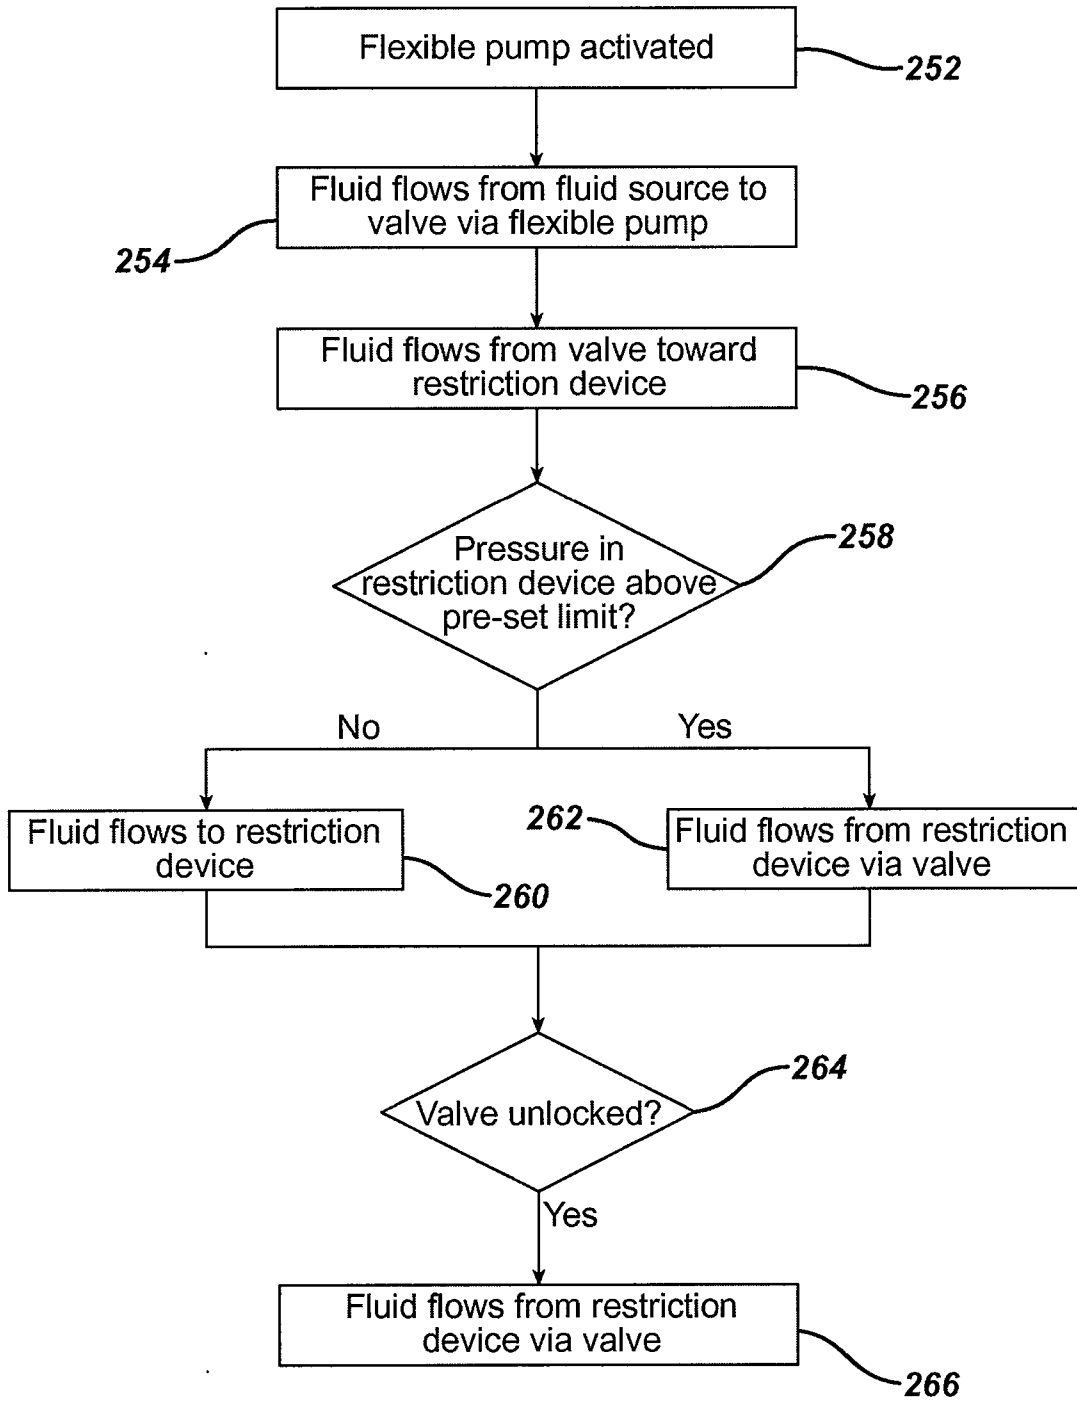 Flexible pump activated
252
Fluid flows from fluid source to
valve via flexible pump
254
Fluid flows from valve toward
restriction device
256
Pressure in
restriction device above
pre-set limit?
258
No
Yes
Fluid flows to restriction
device
260
262
Fluid flows from restriction
device via valve
Valve unlocked?
264
Yes
Fluid flows from restriction
device via valve
266